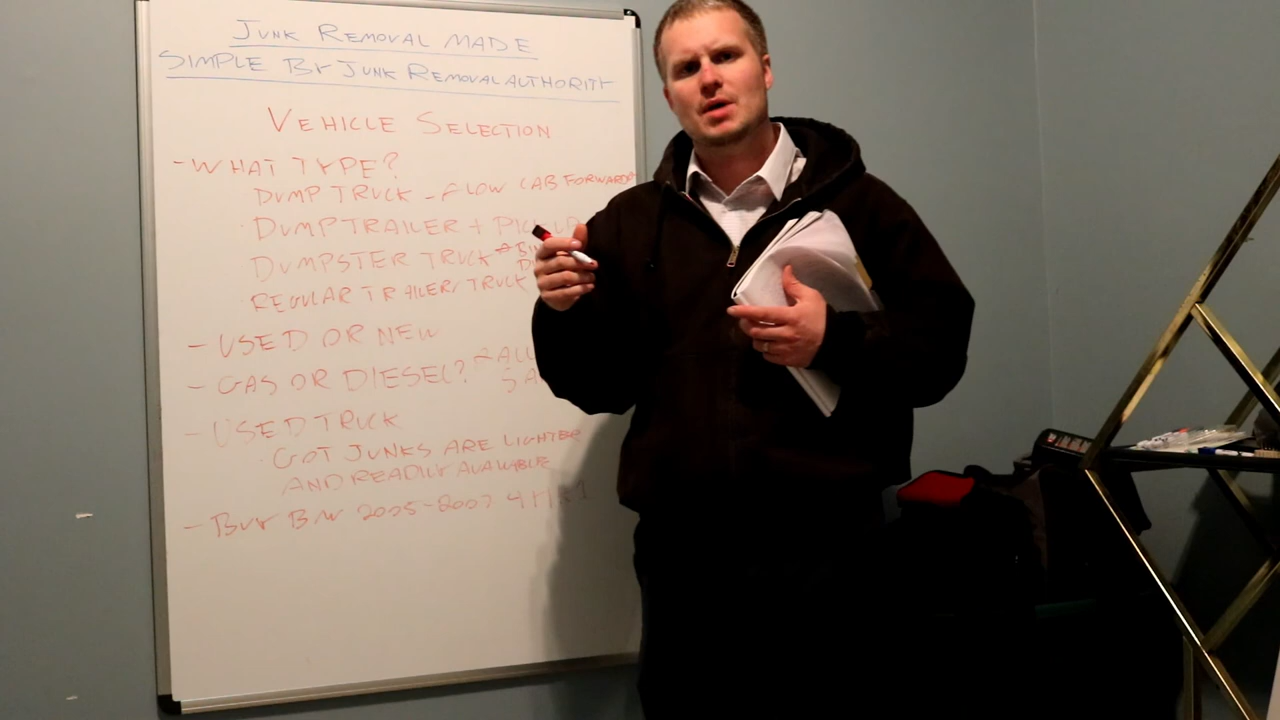 JUNK REMOVAL MADE
SIMPLE BY JUNK REMOVAL AUTHORITY
VEHICLE SELECTION
- WHAT TYPE?
DUMP TRUCK - FLOW CAB FORWARD
· DUMP TRAILER + PICKUP
DUMPSTER TRUCK
· REGULAR TRAILER/TRUCK
- USED OR NEW
- GAS OR DIESEL?
- USED TRUCK
· GOT JUNKS ARE LIGHTER
AND READILY AVAILABLE
- BUY B/W 2005-2007